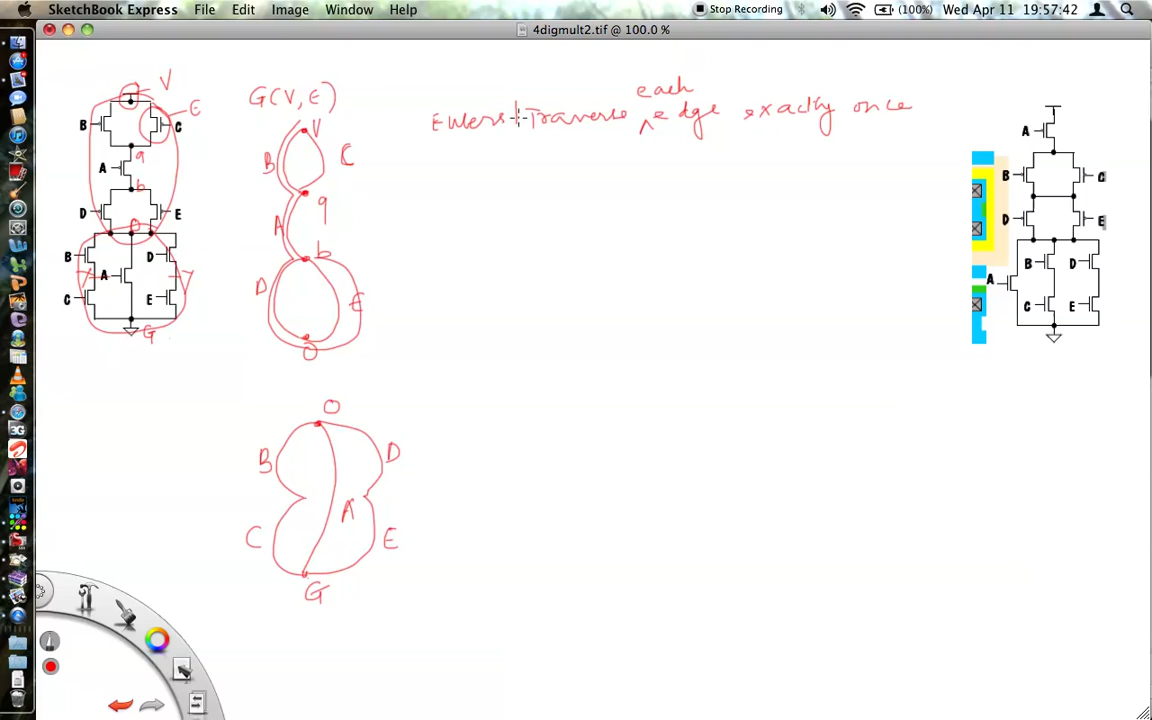 SketchBook Express File Edit Image Window Help Stop Recording (100%) Wed Apr 11 19:57:42
4digmult2.tif @ 100.0 %
V
E
B
C
a
A
b
D
E
O
B
D
A
C
E
G
G(V, E)
V
B
C
a
A
b
D
E
O
O
B
D
A
C
E
G
Eulers - Traverse each edge exactly once
A
B
C
D
E
B
D
A
C
E
3G